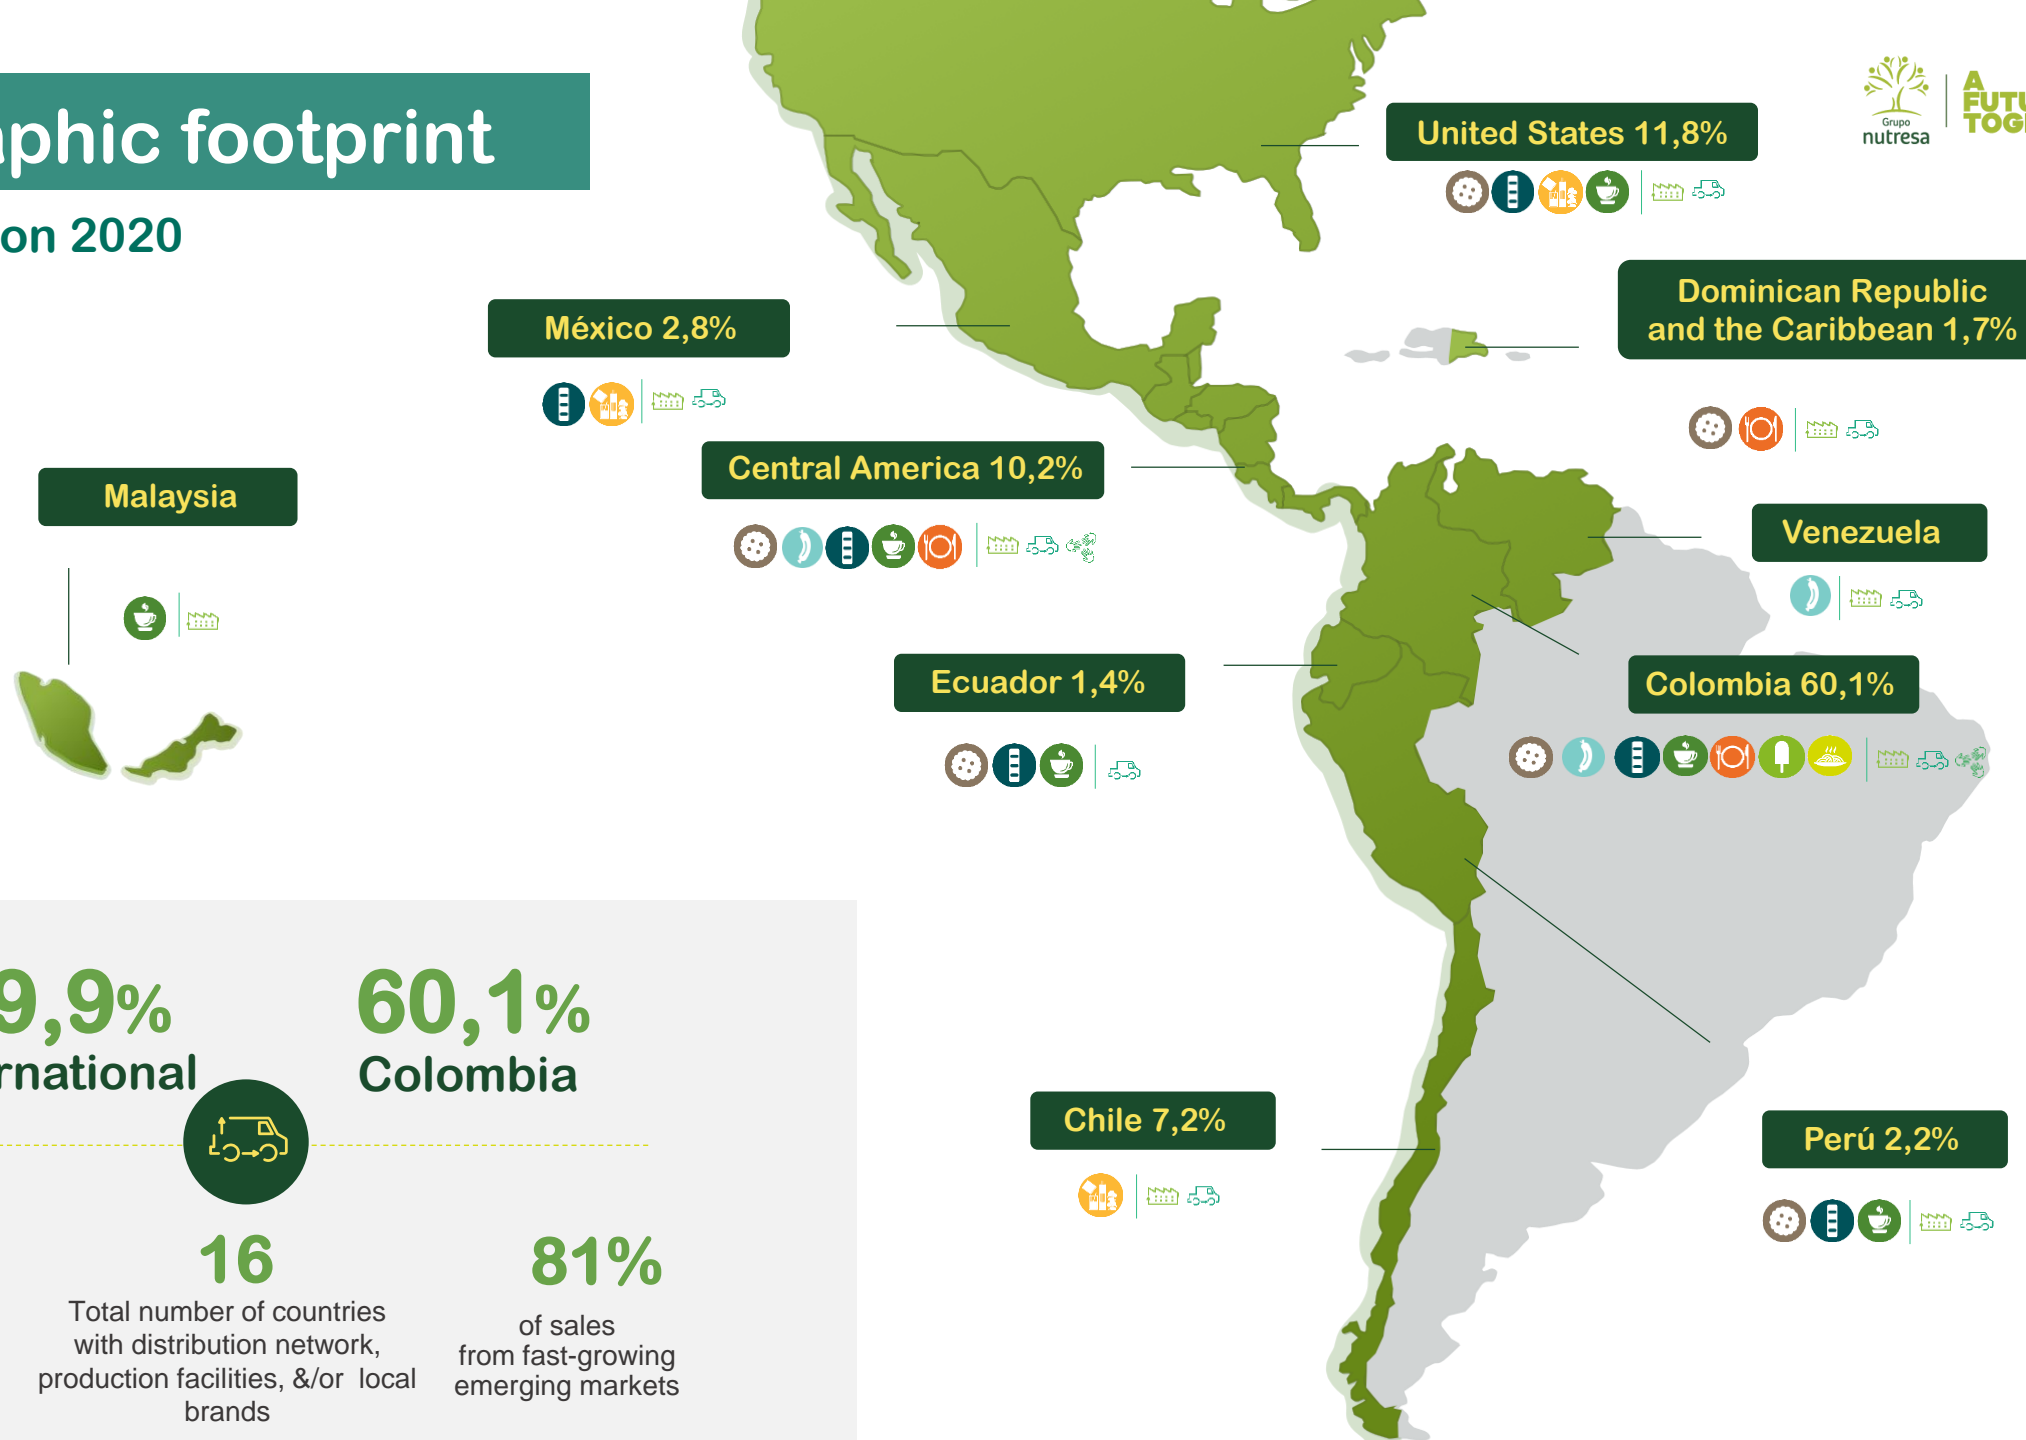 footprint
on 2020
Grupo
nutresa
A
United States 11,8%
Dominican Republic
and the Caribbean 1,7%
México 2,8%
Central America 10,2%
Malaysia
Venezuela
Ecuador 1,4%
Colombia 60,1%
9,9%
60,1%
Colombia
Chile 7,2%
Perú 2,2%
16
Total number of countries
with distribution network,
production facilities, &/or local
brands
81%
of sales
from fast-growing
emerging markets